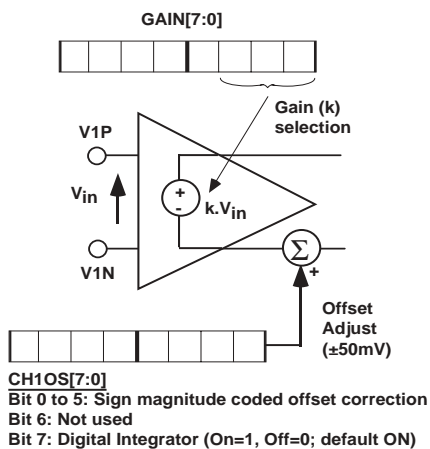 GAIN[7:0]
Gain (k)
selection
V1P
Vin
+
-
k.Vin
V1N
Σ
+
Offset
Adjust
(±50mV)
CH1OS[7:0]
Bit 0 to 5: Sign magnitude coded offset correction
Bit 6: Not used
Bit 7: Digital Integrator (On=1, Off=0; default ON)